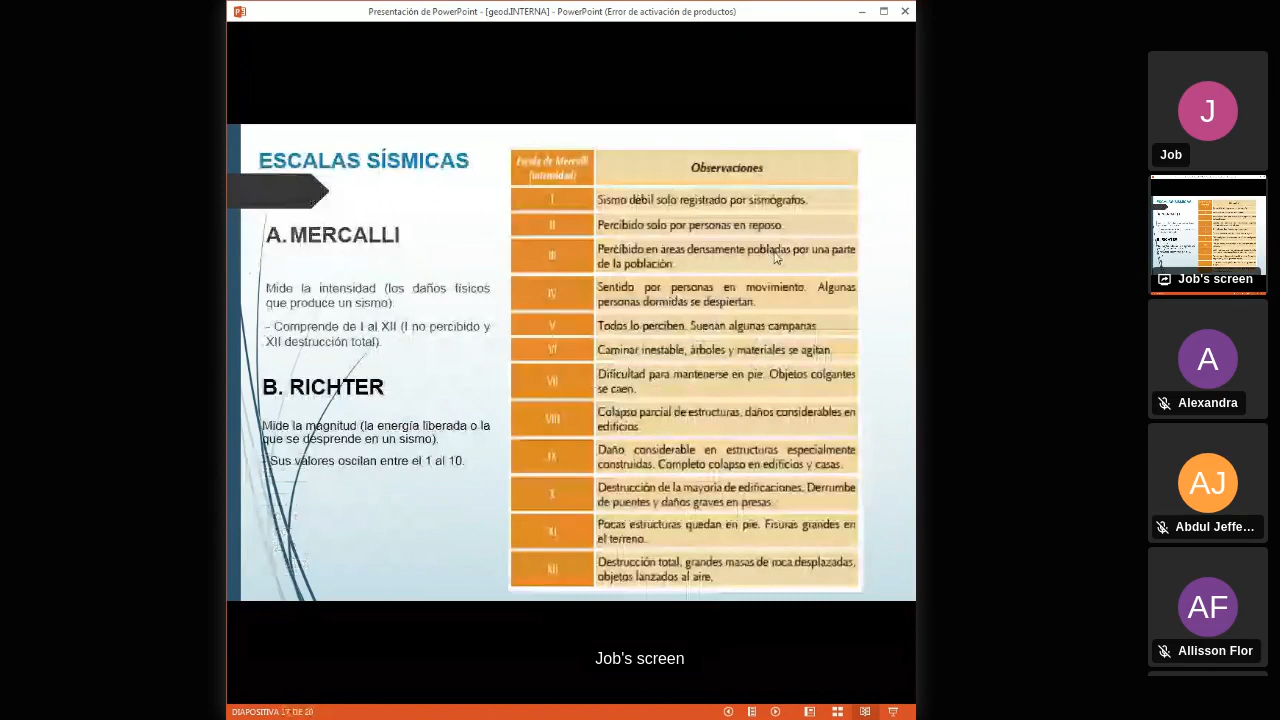 Presentación de PowerPoint - [geod.INTERNA] - PowerPoint (Error de activación de productos)
ESCALAS SÍSMICAS
A. MERCALLI
Mide la intensidad (los daños físicos
que produce un sismo).
- Comprende de I al XII (I no percibido y
XII destrucción total).
B. RICHTER
Mide la magnitud (la energía liberada o la
que se desprende en un sismo).
- Sus valores oscilan entre el 1 al 10.
Escala de Mercalli
(intensidad)
Observaciones
I
Sismo débil solo registrado por sismógrafos.
II
Percibido solo por personas en reposo.
III
Percibido en areas densamente pobladas por una parte
de la población.
IV
Sentido por personas en movimiento. Algunas
personas dormidas se despiertan.
V
Todos lo perciben. Suenan algunas campanas
VI
Caminar inestable, árboles y materiales se agitan.
VII
Dificultad para mantenerse en pie. Objetos colgantes
se caen.
VIII
Colapso parcial de estructuras, daños considerables en
edificios.
IX
Daño considerable en estructuras especialmente
construidas. Completo colapso en edificios y casas.
X
Destrucción de la mayoría de edificaciones. Derrumbe
de puentes y daños graves en presas.
XI
Pocas estructuras quedan en pie. Fisuras grandes en
el terreno.
XII
Destrucción total, grandes masas de roca desplazadas,
objetos lanzados al aire.
Job's screen
DIAPOSITIVA 17 DE 20
J
Job
Job's screen
A
Alexandra
AJ
Abdul Jeffe...
AF
Allisson Flor